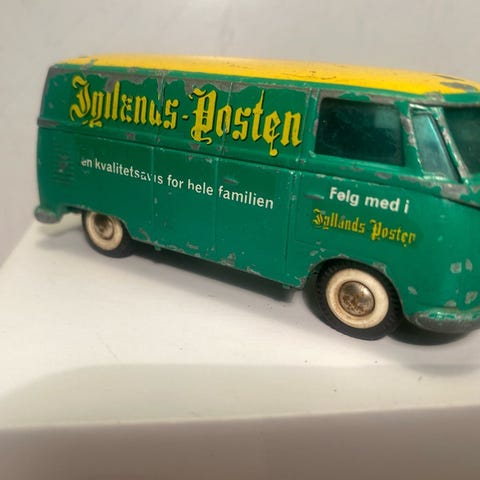 Jyllands-Posten
en kvalitetsavis for hele familien
Følg med i
Jyllands Posten